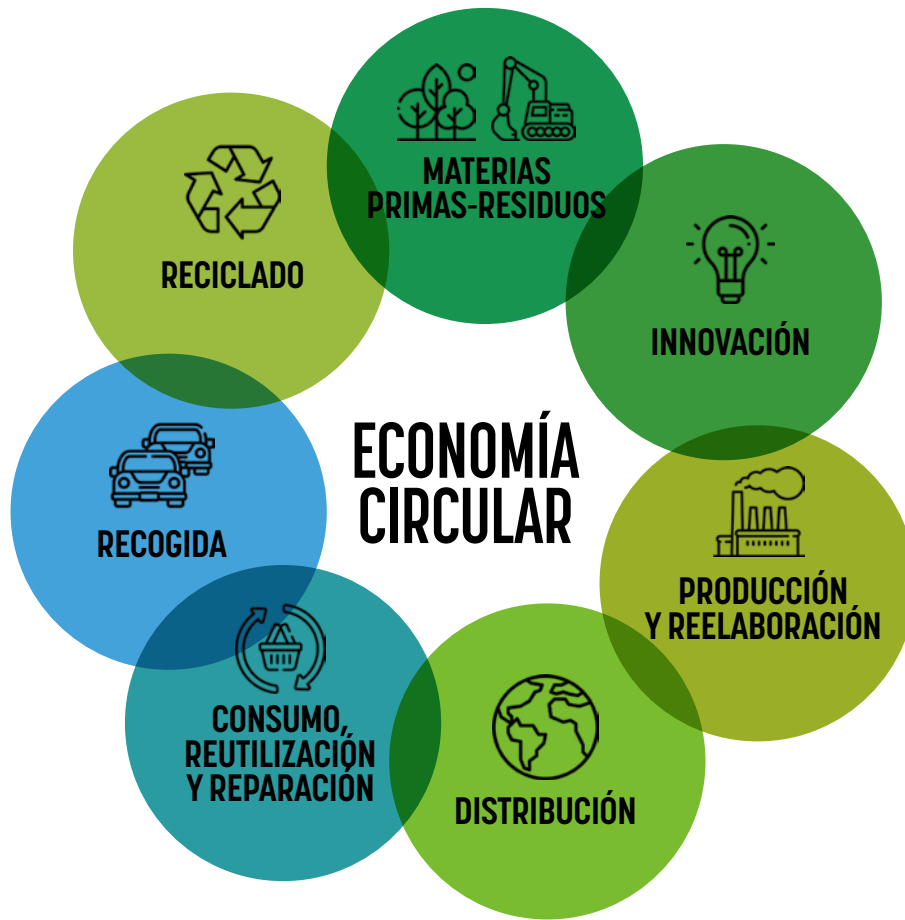 MATERIAS
PRIMAS-RESIDUOS
INNOVACIÓN
PRODUCCIÓN
Y REELABORACIÓN
DISTRIBUCIÓN
CONSUMO,
REUTILIZACIÓN
Y REPARACIÓN
RECOGIDA
RECICLADO
ECONOMÍA
CIRCULAR